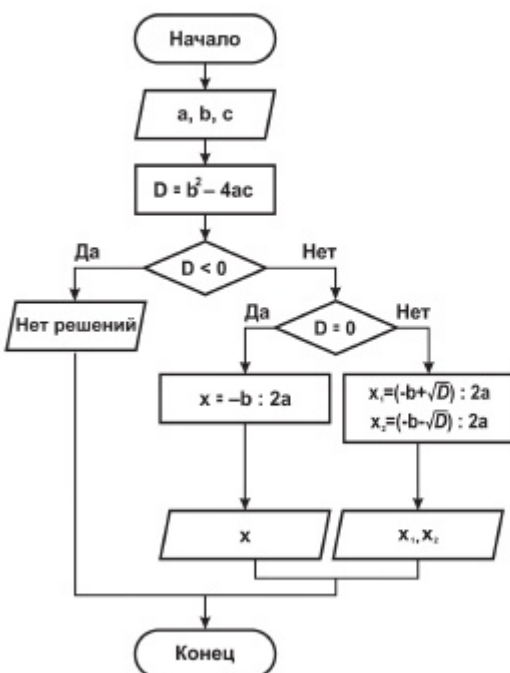 Начало
a, b, c
D = b² – 4ac
Да
Нет
D < 0
Нет решений
Да
Нет
D = 0
x = –b : 2a
x₁=(-b+√D) : 2a
x₂=(-b-√D) : 2a
x
x₁, x₂
Конец